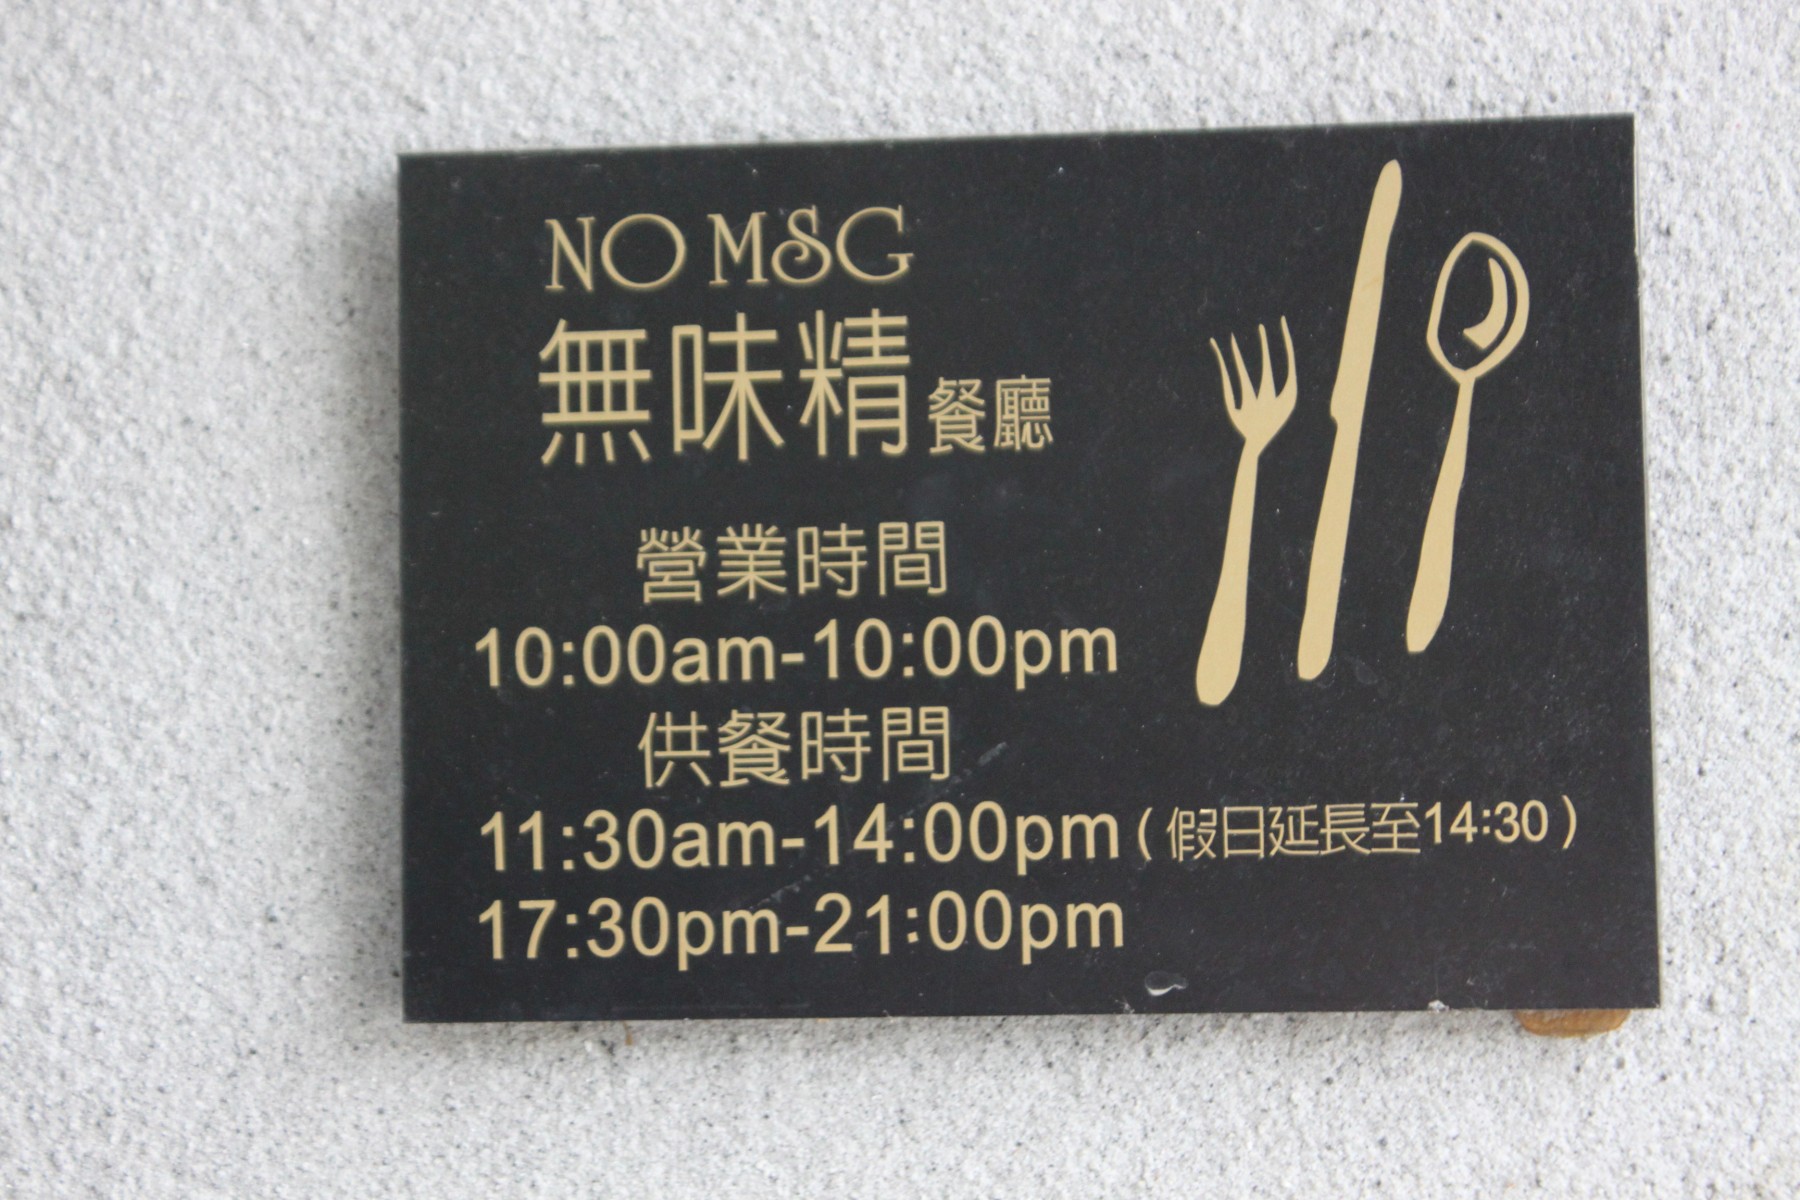 NO MSG
無味精餐廳
營業時間
10:00am-10:00pm
供餐時間
11:30am-14:00pm(假日延長至14:30)
17:30pm-21:00pm